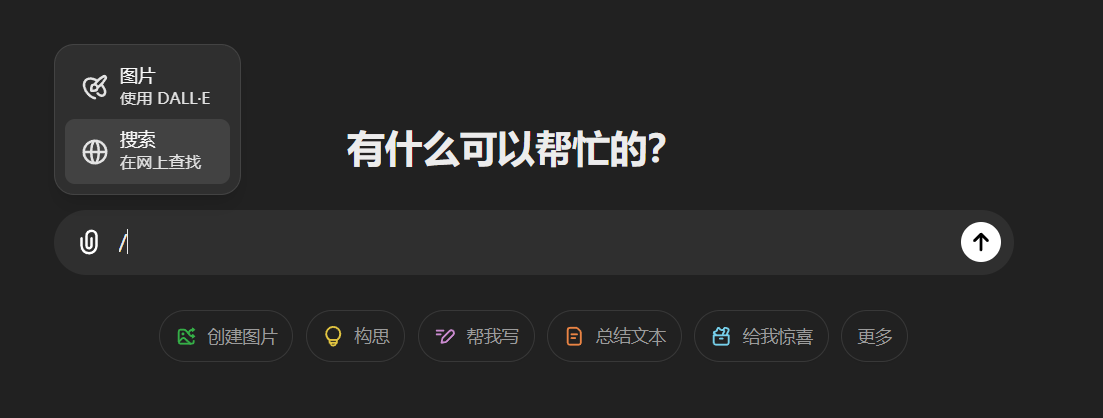 图片
使用 DALL·E
搜索
在网上查找
有什么可以帮忙的?
/
创建图片
构思
帮我写
总结文本
给我惊喜
更多